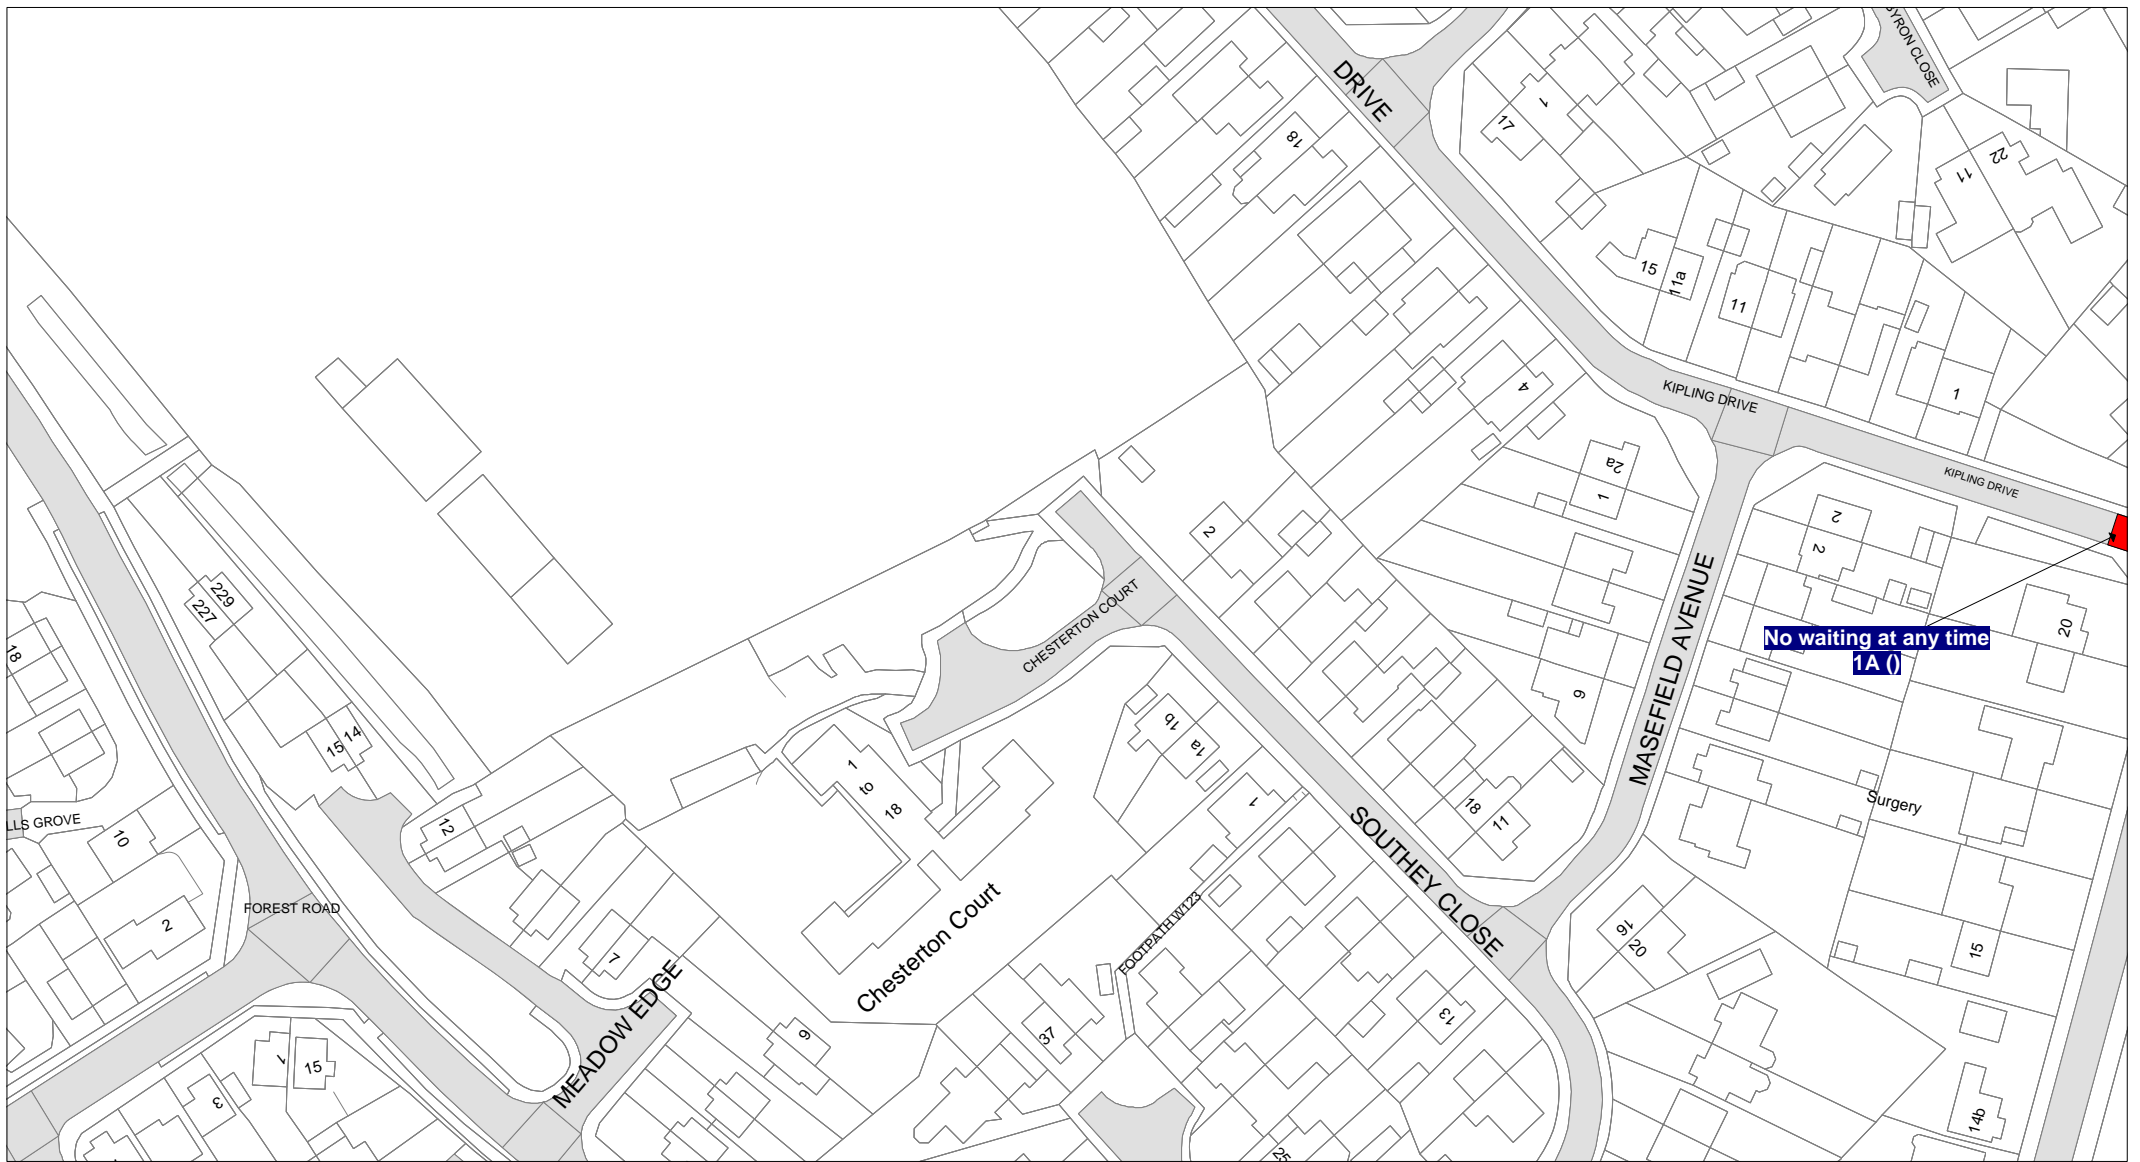 BYRON CLOSE
DRIVE
18
17
1
22
11
15
11a
11
1
KIPLING DRIVE
4
KIPLING DRIVE
2a
1
2
2
2
No waiting at any time
1A ()
20
229
227
18
CHESTERTON COURT
MASEFIELD AVENUE
9
1b
1a
15
14
1
to
18
1
18
11
Surgery
SOUTHEY CLOSE
12
LLS GROVE
10
FOREST ROAD
2
Chesterton Court
FOOTPATH W123
16
20
15
7
MEADOW EDGE
13
37
9
1
15
3
14b
25